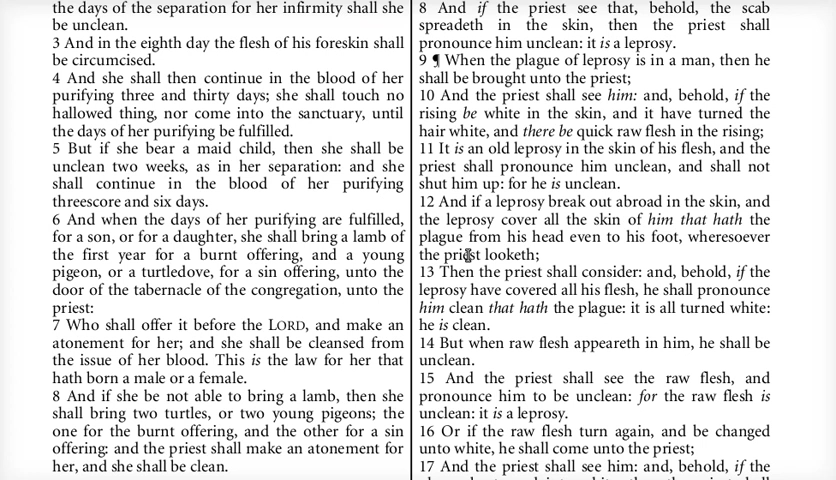 the days of the separation for her infirmity shall she
be unclean.
3 And in the eighth day the flesh of his foreskin shall
be circumcised.
4 And she shall then continue in the blood of her
purifying three and thirty days; she shall touch no
hallowed thing, nor come into the sanctuary, until
the days of her purifying be fulfilled.
5 But if she bear a maid child, then she shall be
unclean two weeks, as in her separation: and she
shall continue in the blood of her purifying
threescore and six days.
6 And when the days of her purifying are fulfilled,
for a son, or for a daughter, she shall bring a lamb of
the first year for a burnt offering, and a young
pigeon, or a turtledove, for a sin offering, unto the
door of the tabernacle of the congregation, unto the
priest:
7 Who shall offer it before the LORD, and make an
atonement for her; and she shall be cleansed from
the issue of her blood. This is the law for her that
hath born a male or a female.
8 And if she be not able to bring a lamb, then she
shall bring two turtles, or two young pigeons; the
one for the burnt offering, and the other for a sin
offering: and the priest shall make an atonement for
her, and she shall be clean.
8 And if the priest see that, behold, the scab
spreadeth in the skin, then the priest shall
pronounce him unclean: it is a leprosy.
9 ¶ When the plague of leprosy is in a man, then he
shall be brought unto the priest;
10 And the priest shall see him: and, behold, if the
rising be white in the skin, and it have turned the
hair white, and there be quick raw flesh in the rising;
11 It is an old leprosy in the skin of his flesh, and the
priest shall pronounce him unclean, and shall not
shut him up: for he is unclean.
12 And if a leprosy break out abroad in the skin, and
the leprosy cover all the skin of him that hath the
plague from his head even to his foot, wheresoever
the priest looketh;
13 Then the priest shall consider: and, behold, if the
leprosy have covered all his flesh, he shall pronounce
him clean that hath the plague: it is all turned white:
he is clean.
14 But when raw flesh appeareth in him, he shall be
unclean.
15 And the priest shall see the raw flesh, and
pronounce him to be unclean: for the raw flesh is
unclean: it is a leprosy.
16 Or if the raw flesh turn again, and be changed
unto white, he shall come unto the priest;
17 And the priest shall see him: and, behold, if the